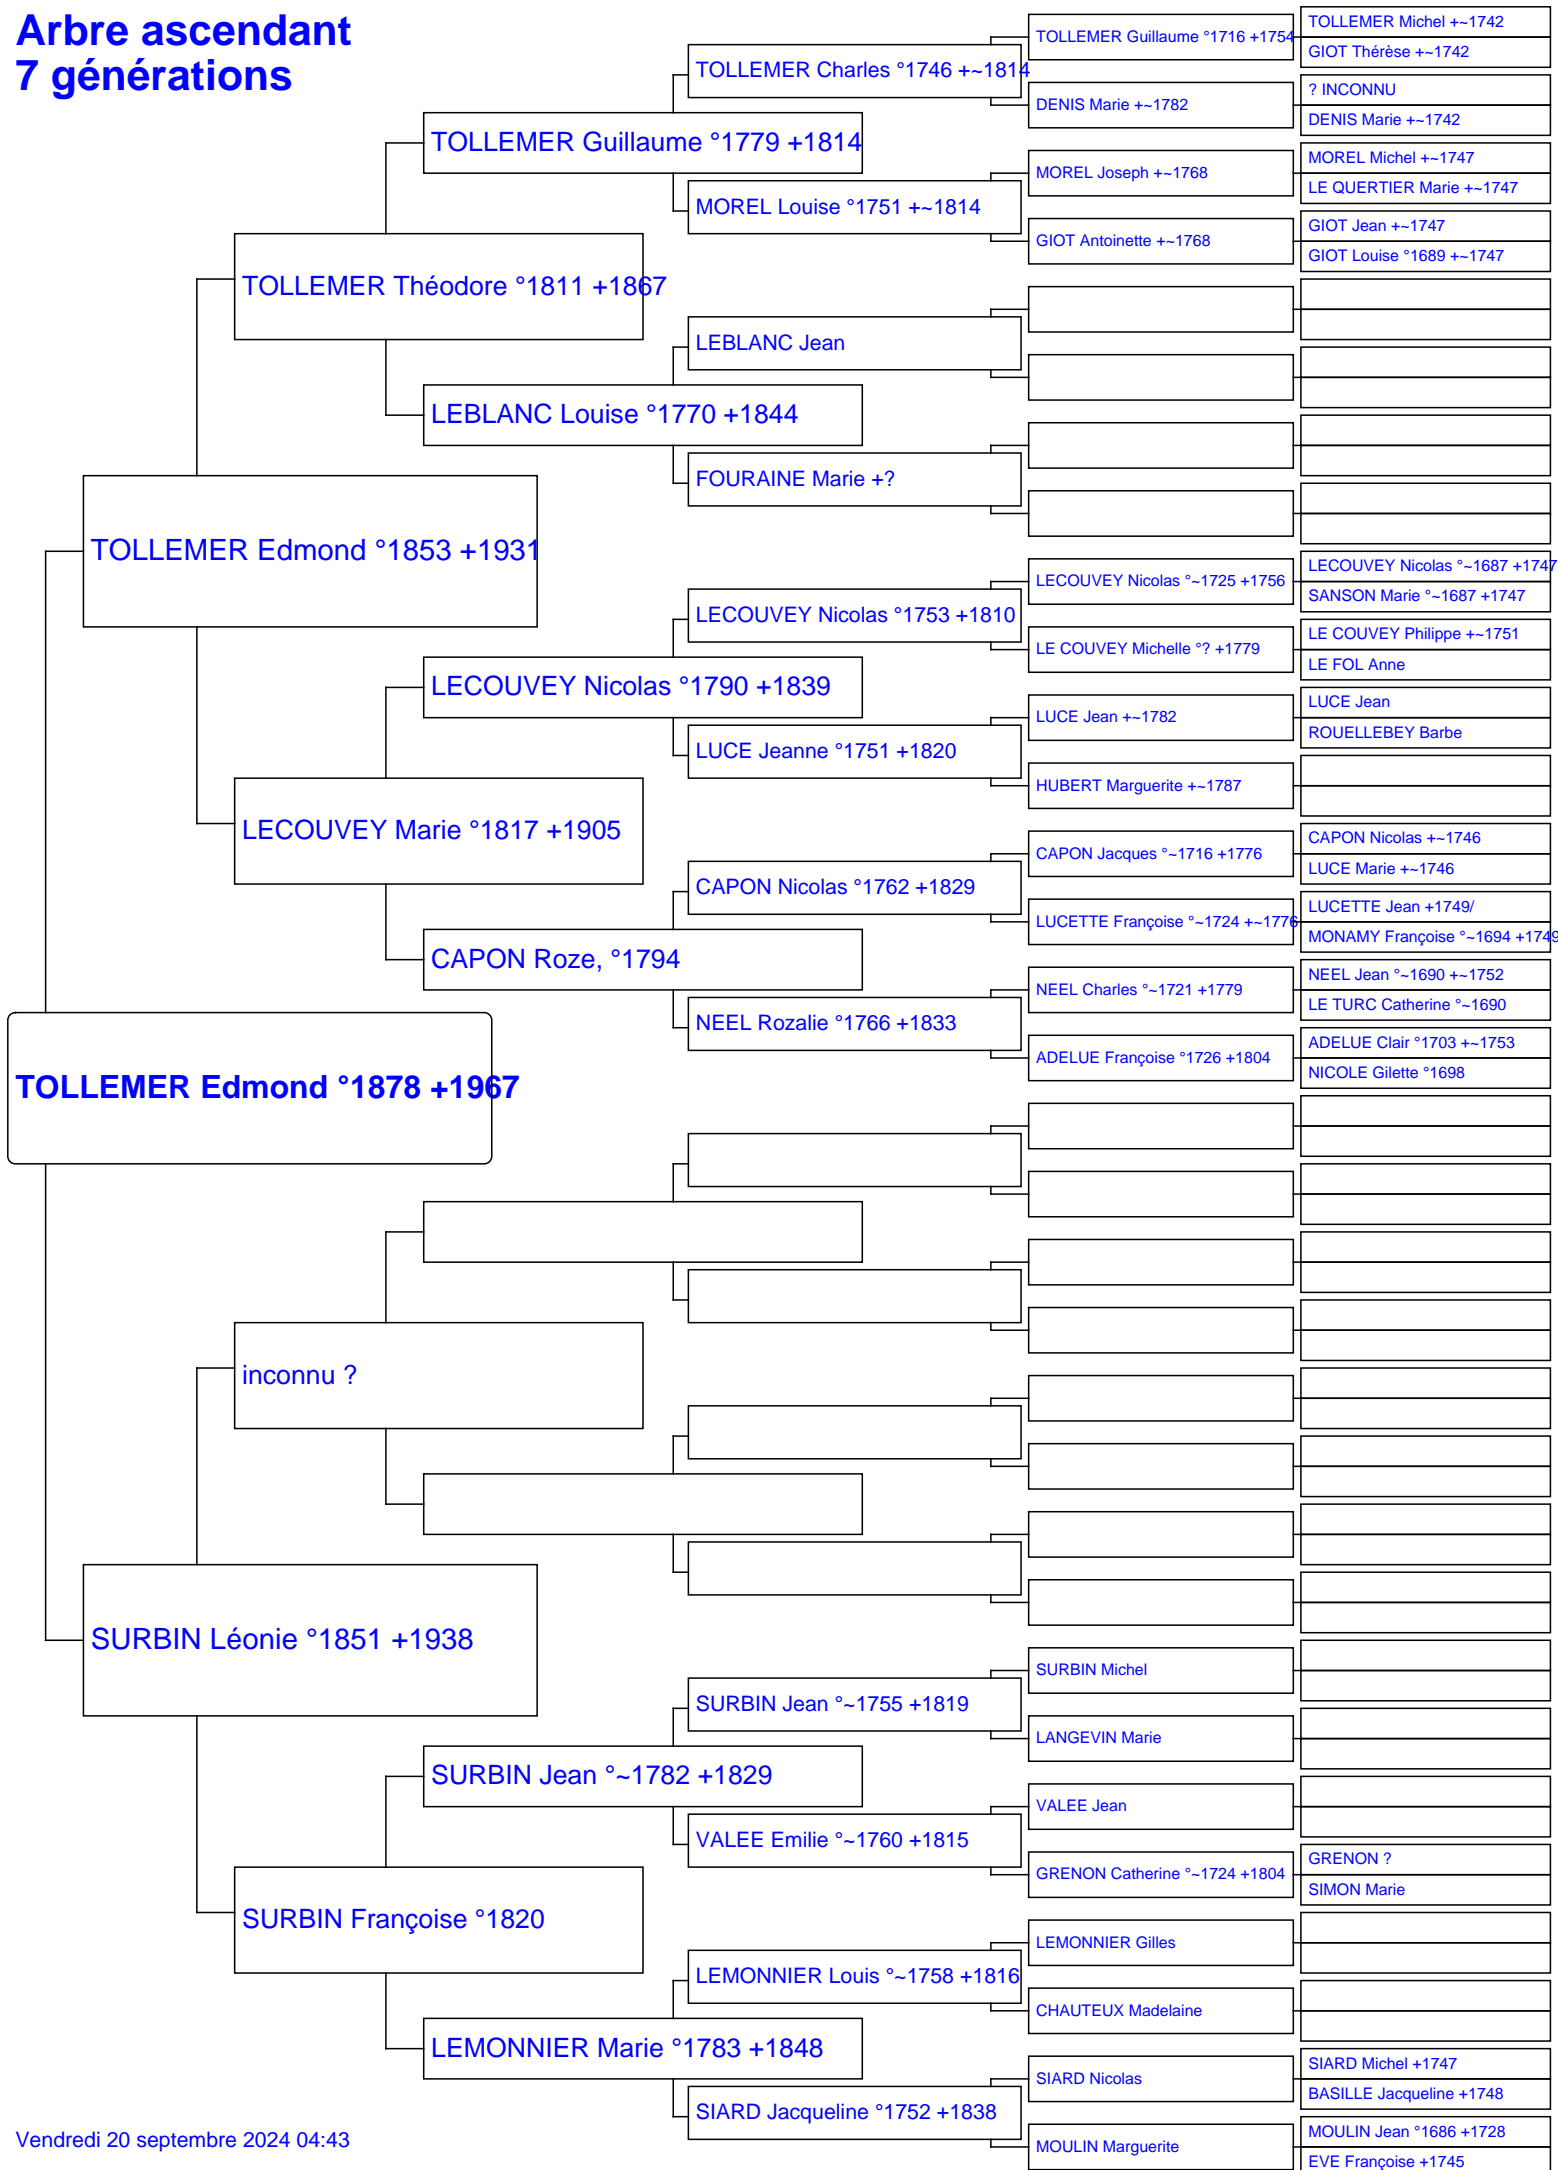 Arbre ascendant
7 générations
TOLLEMER Edmond °1878 +1967
TOLLEMER Edmond °1853 +1931
SURBIN Léonie °1851 +1938
TOLLEMER Théodore °1811 +1867
LECOUVEY Marie °1817 +1905
inconnu ?
SURBIN Françoise °1820
TOLLEMER Guillaume °1779 +1814
LEBLANC Louise °1770 +1844
LECOUVEY Nicolas °1790 +1839
CAPON Roze, °1794
SURBIN Jean °~1782 +1829
LEMONNIER Marie °1783 +1848
TOLLEMER Charles °1746 +~1814
MOREL Louise °1751 +~1814
LEBLANC Jean
FOURAINE Marie +?
LECOUVEY Nicolas °1753 +1810
LUCE Jeanne °1751 +1820
CAPON Nicolas °1762 +1829
NEEL Rozalie °1766 +1833
SURBIN Jean °~1755 +1819
VALEE Emilie °~1760 +1815
LEMONNIER Louis °~1758 +1816
SIARD Jacqueline °1752 +1838
TOLLEMER Guillaume °1716 +1754
DENIS Marie +~1782
MOREL Joseph +~1768
GIOT Antoinette +~1768
LECOUVEY Nicolas °~1725 +1756
LE COUVEY Michelle °? +1779
LUCE Jean +~1782
HUBERT Marguerite +~1787
CAPON Jacques °~1716 +1776
LUCETTE Françoise °~1724 +~1776
NEEL Charles °~1721 +1779
ADELUE Françoise °1726 +1804
SURBIN Michel
LANGEVIN Marie
VALEE Jean
GRENON Catherine °~1724 +1804
LEMONNIER Gilles
CHAUTEUX Madelaine
SIARD Nicolas
MOULIN Marguerite
TOLLEMER Michel +~1742
GIOT Thérèse +~1742
? INCONNU
DENIS Marie +~1742
MOREL Michel +~1747
LE QUERTIER Marie +~1747
GIOT Jean +~1747
GIOT Louise °1689 +~1747
LECOUVEY Nicolas °~1687 +1747
SANSON Marie °~1687 +1747
LE COUVEY Philippe +~1751
LE FOL Anne
LUCE Jean
ROUELLEBEY Barbe
CAPON Nicolas +~1746
LUCE Marie +~1746
LUCETTE Jean +1749/
MONAMY Françoise °~1694 +1749
NEEL Jean °~1690 +~1752
LE TURC Catherine °~1690
ADELUE Clair °1703 +~1753
NICOLE Gilette °1698
GRENON ?
SIMON Marie
SIARD Michel +1747
BASILLE Jacqueline +1748
MOULIN Jean °1686 +1728
EVE Françoise +1745
Vendredi 20 septembre 2024 04:43